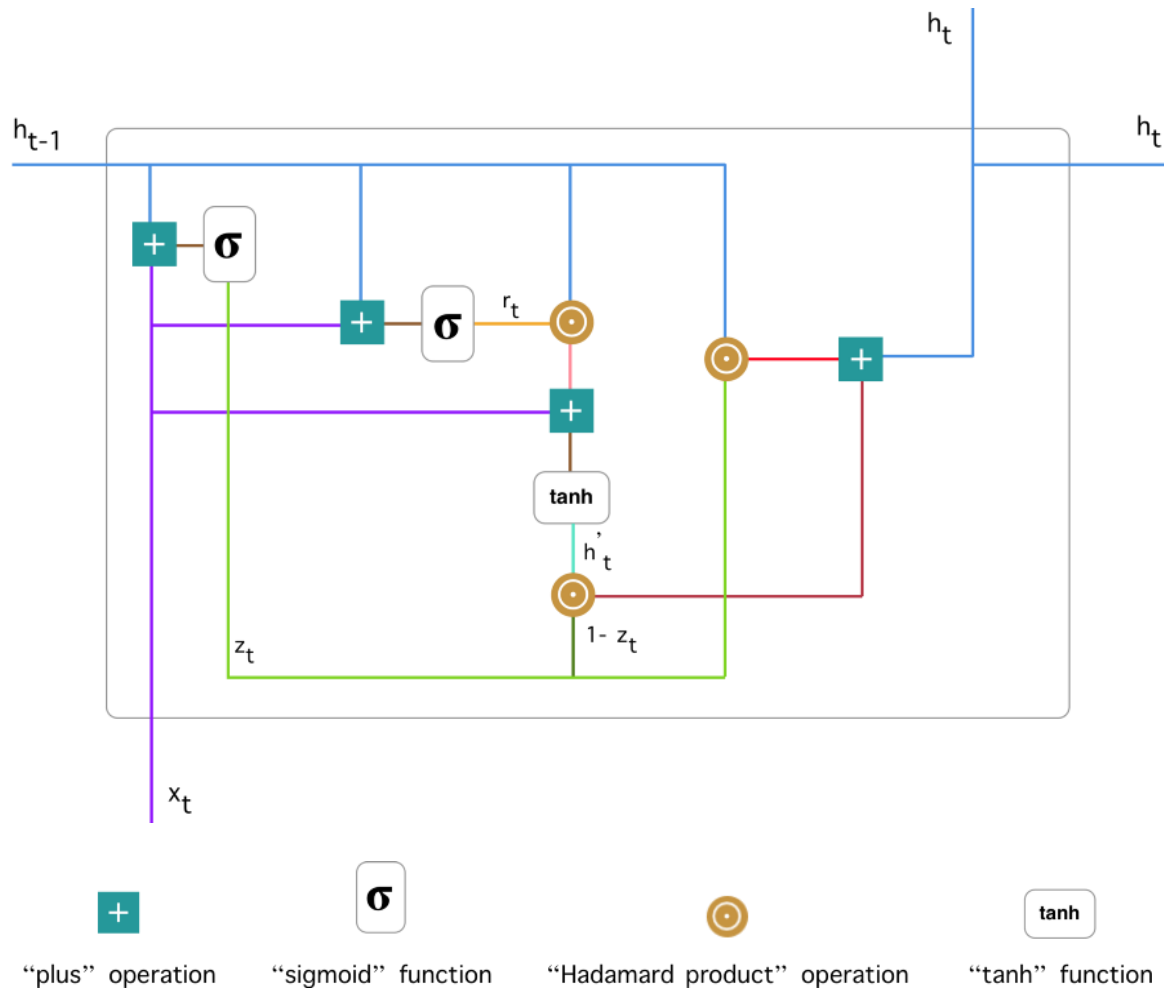 h_t
h_{t-1}
h_t
+
σ
+
σ
r_t
+
+
tanh
h'_t
1- z_t
z_t
x_t
+
σ
tanh
“plus” operation
“sigmoid” function
“Hadamard product” operation
“tanh” function